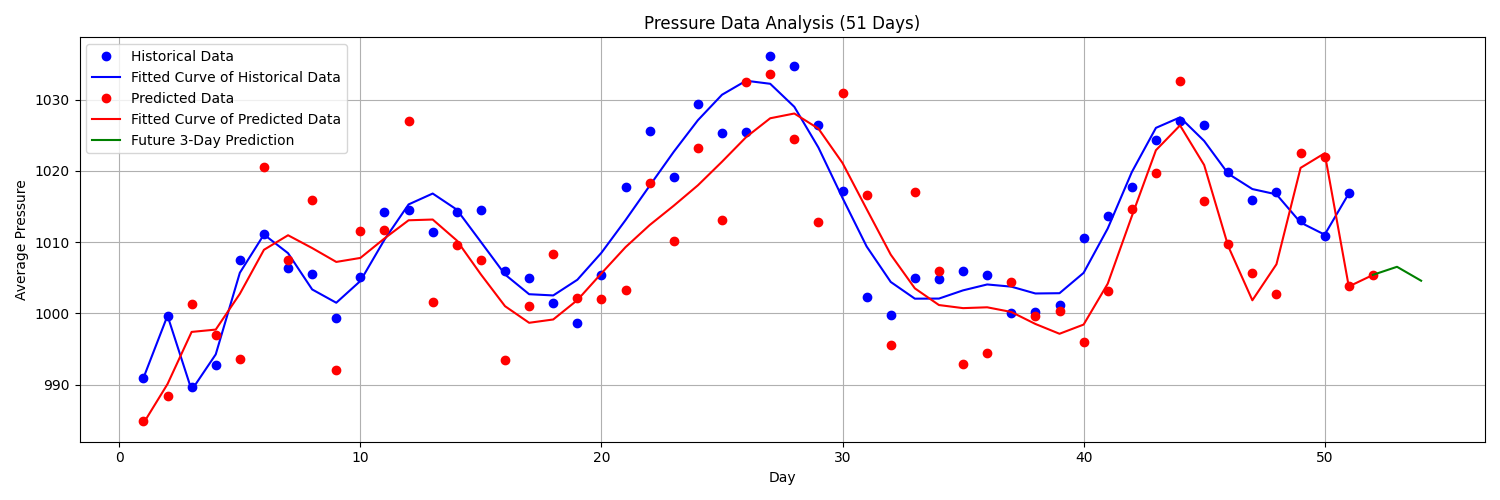 Pressure Data Analysis (51 Days)
Historical Data
Fitted Curve of Historical Data
Predicted Data
Fitted Curve of Predicted Data
Future 3-Day Prediction
Average Pressure
1030
1020
1010
1000
990
0 10 20 30 40 50
Day